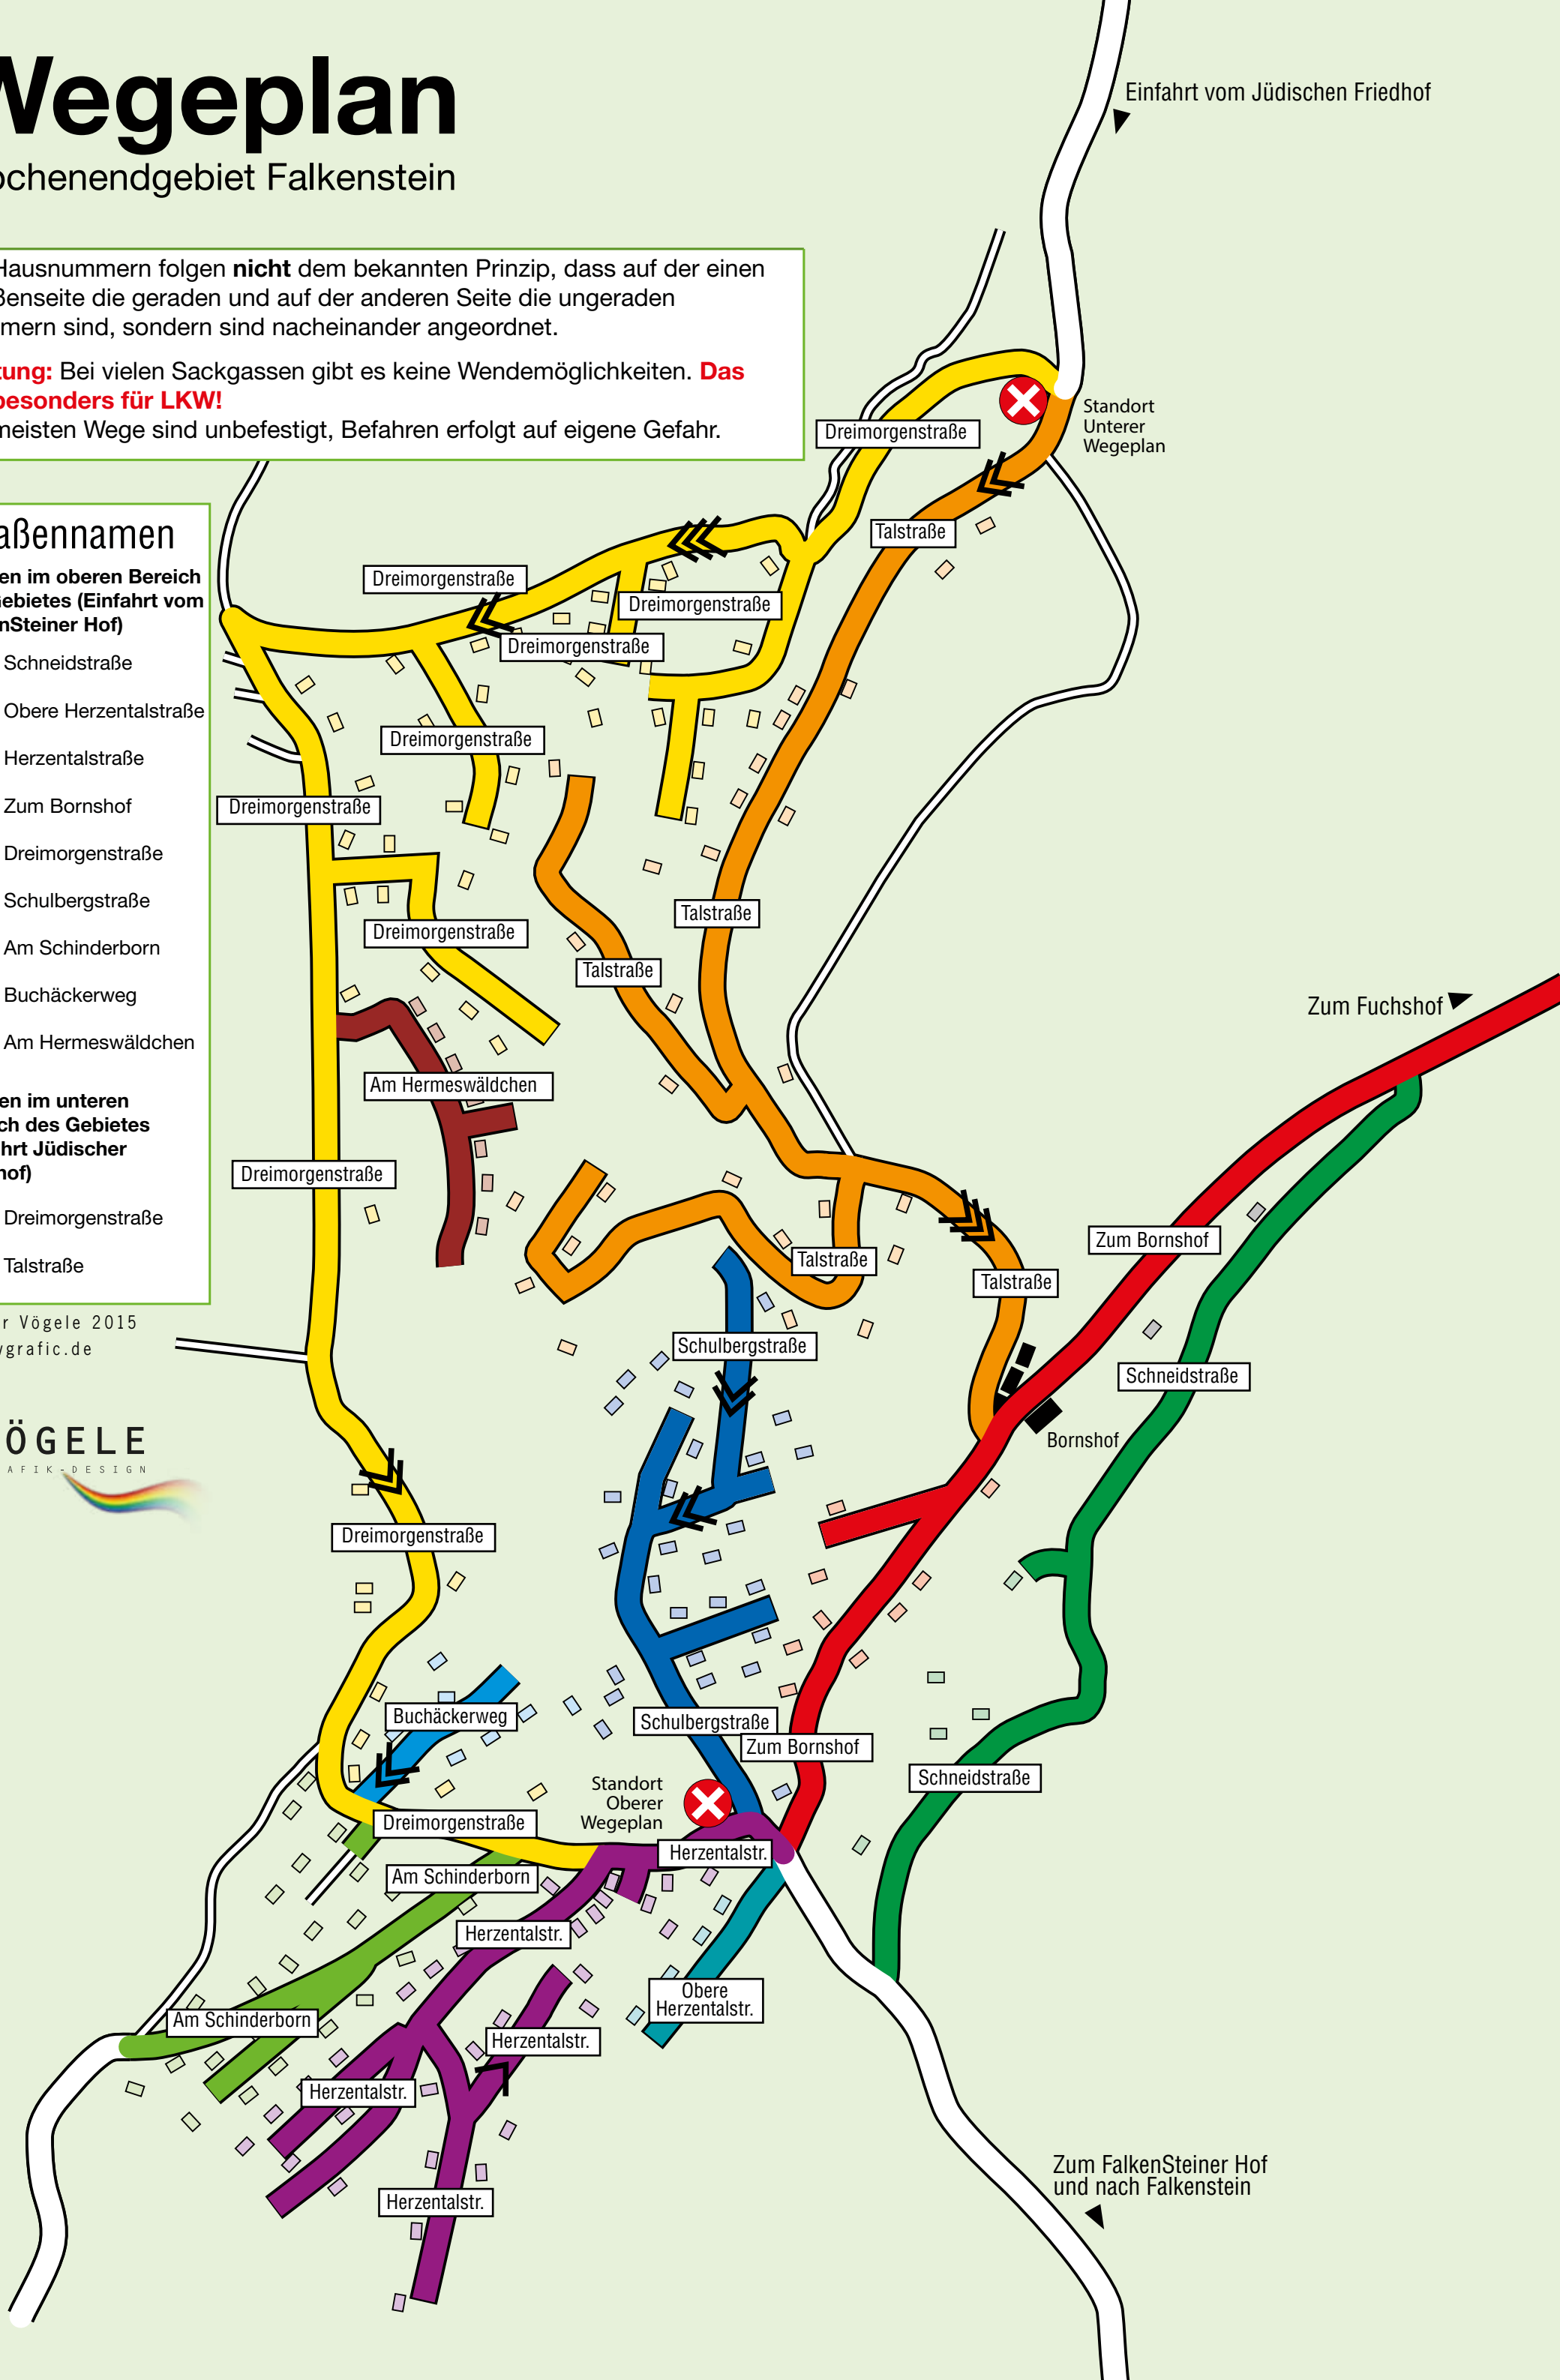 Wegeplan
ochenendgebiet Falkenstein
Einfahrt vom Jüdischen Friedhof
Hausnummern folgen nicht dem bekannten Prinzip, dass auf der einen
ßenseite die geraden und auf der anderen Seite die ungeraden
mern sind, sondern sind nacheinander angeordnet.
tung: Bei vielen Sackgassen gibt es keine Wendemöglichkeiten. Das
besonders für LKW!
meisten Wege sind unbefestigt, Befahren erfolgt auf eigene Gefahr.
Standort
Unterer
Wegeplan
Dreimorgenstraße
Talstraße
Dreimorgenstraße
Dreimorgenstraße
Dreimorgenstraße
Dreimorgenstraße
Dreimorgenstraße
Talstraße
Dreimorgenstraße
Talstraße
aßennamen
en im oberen Bereich
Gebietes (Einfahrt vom
nSteiner Hof)
Schneidstraße
Obere Herzentalstraße
Herzentalstraße
Zum Bornshof
Dreimorgenstraße
Schulbergstraße
Am Schinderborn
Buchäckerweg
Am Hermeswäldchen
en im unteren
ch des Gebietes
hrt Jüdischer
hof)
Dreimorgenstraße
Talstraße
r Vögele 2015
vgrafic.de
ÖGELE
AFIK-DESIGN
Zum Fuchshof
Am Hermeswäldchen
Dreimorgenstraße
Zum Bornshof
Talstraße
Talstraße
Schulbergstraße
Schneidstraße
Bornshof
Dreimorgenstraße
Buchäckerweg
Schulbergstraße
Zum Bornshof
Schneidstraße
Standort
Oberer
Wegeplan
Dreimorgenstraße
Herzentalstr.
Am Schinderborn
Herzentalstr.
Obere
Herzentalstr.
Am Schinderborn
Herzentalstr.
Herzentalstr.
Herzentalstr.
Zum FalkenSteiner Hof
und nach Falkenstein